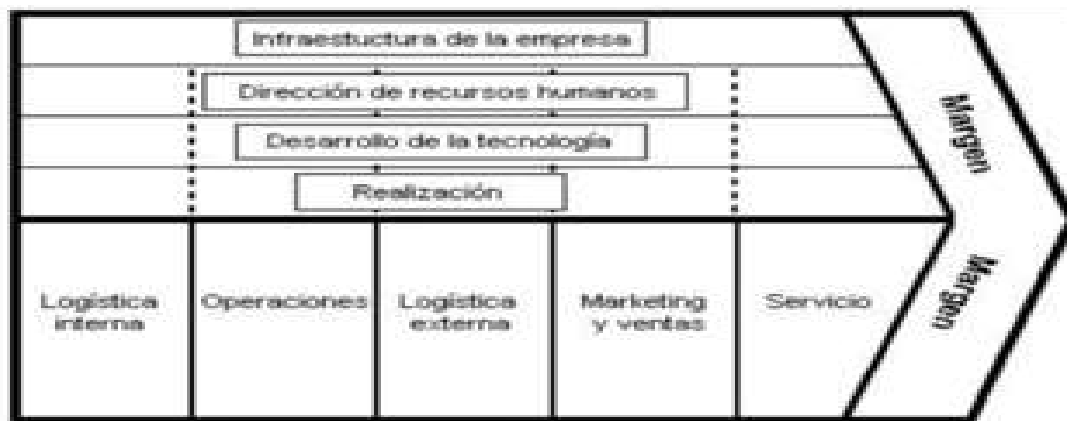 Infraestuctura de la empresa
Dirección de recursos humanos
Desarrollo de la tecnología
Realización
Margen
Logística
interna
Operaciones
Logística
externa
Marketing
y ventas
Servicio
Margen